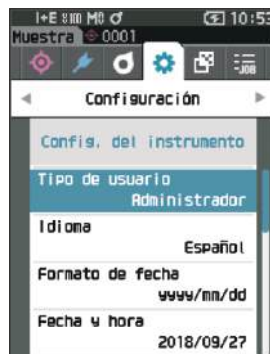 I+E M0 10:53
Muestra 0001
JOB
Configuración
Config. del instrumento
Tipo de usuario
Administrador
Idioma
Español
Formato de fecha
yyyy/mm/dd
Fecha y hora
2018/09/27